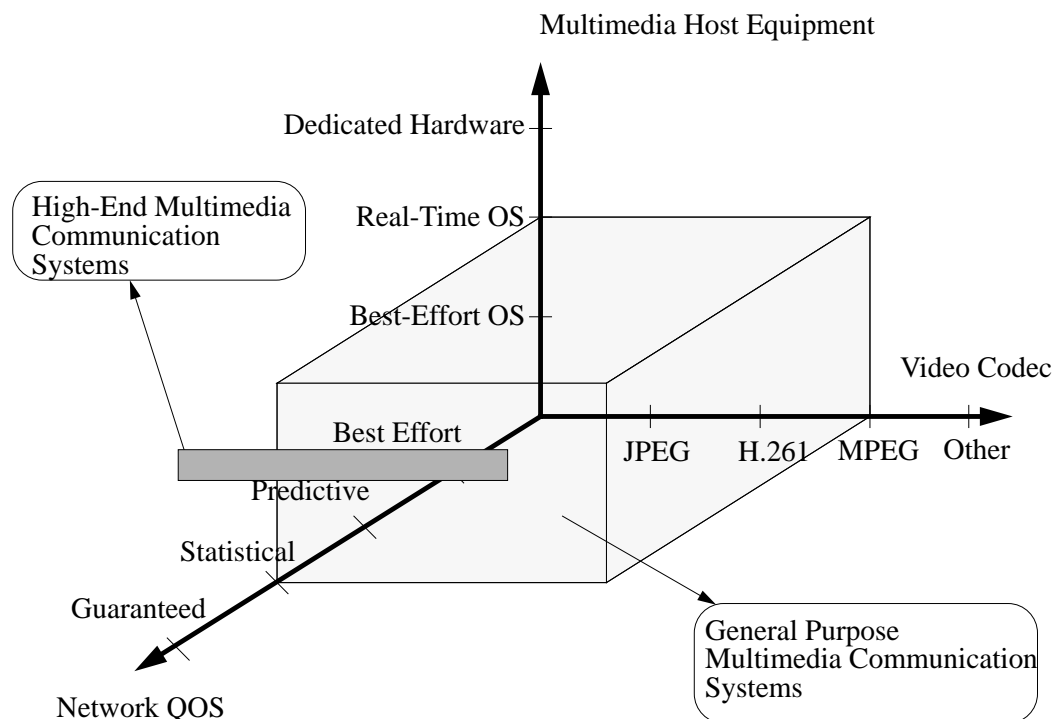 Multimedia Host Equipment
Dedicated Hardware
High-End Multimedia
Communication
Systems
Real-Time OS
Best-Effort OS
Video Codec
Best Effort
JPEG
H.261
MPEG
Other
Predictive
Statistical
Guaranteed
General Purpose
Multimedia Communication
Systems
Network QOS